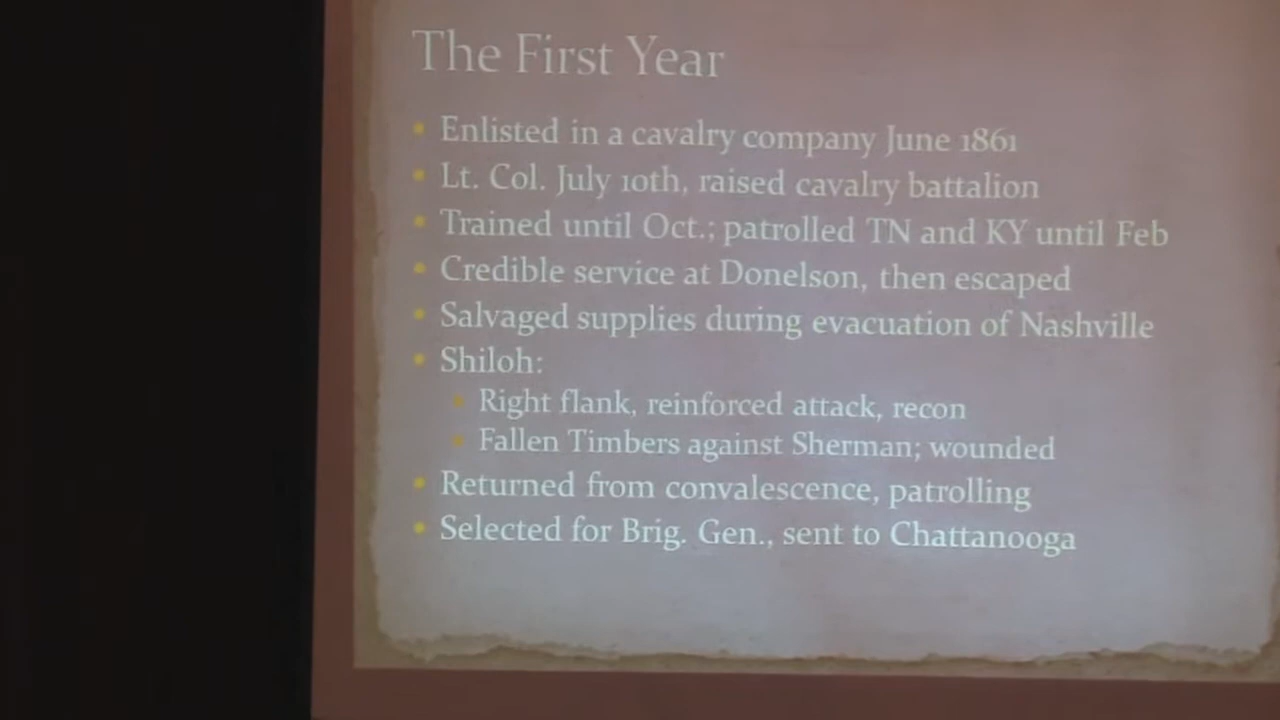 The First Year
• Enlisted in a cavalry company June 1861
• Lt. Col. July 10th, raised cavalry battalion
• Trained until Oct.; patrolled TN and KY until Feb
• Credible service at Donelson, then escaped
• Salvaged supplies during evacuation of Nashville
• Shiloh:
• Right flank, reinforced attack, recon
• Fallen Timbers against Sherman; wounded
• Returned from convalescence, patrolling
• Selected for Brig. Gen., sent to Chattanooga